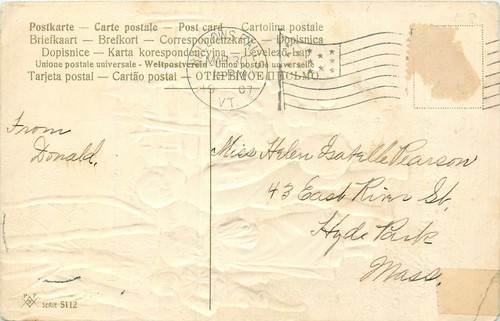 Postkarte - Carte postale - Post card - Cartolina postale
Briefkaart - Brefkort - Correspondenzkarte - Dopisnica
Dopisnice - Karta korespondencyjna - Levelező-Lap
Unione postale universale - Weltpostverein - Union postale universelle
Tarjeta postal - Cartão postal - ОТКРЫТОЕ ПИСЬМО
07
VT.
From
Donald.
Miss Helen Isabelle Pearson
43 East River St.
Hyde Park
Mass.
SERIE 5112